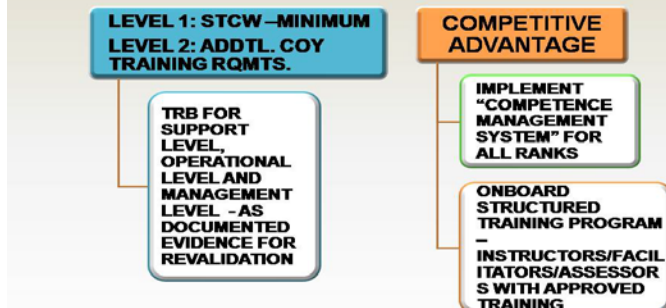 LEVEL 1: STCW –MINIMUM
LEVEL 2: ADDTL. COY
TRAINING RQMTS.
TRB FOR
SUPPORT
LEVEL,
OPERATIONAL
LEVEL AND
MANAGEMENT
LEVEL - AS
DOCUMENTED
EVIDENCE FOR
REVALIDATION
COMPETITIVE
ADVANTAGE
IMPLEMENT
“COMPETENCE
MANAGEMENT
SYSTEM” FOR
ALL RANKS
ONBOARD
STRUCTURED
TRAINING PROGRAM
–
INSTRUCTORS/FACIL
ITATORS/ASSESSOR
S WITH APPROVED
TRAINING